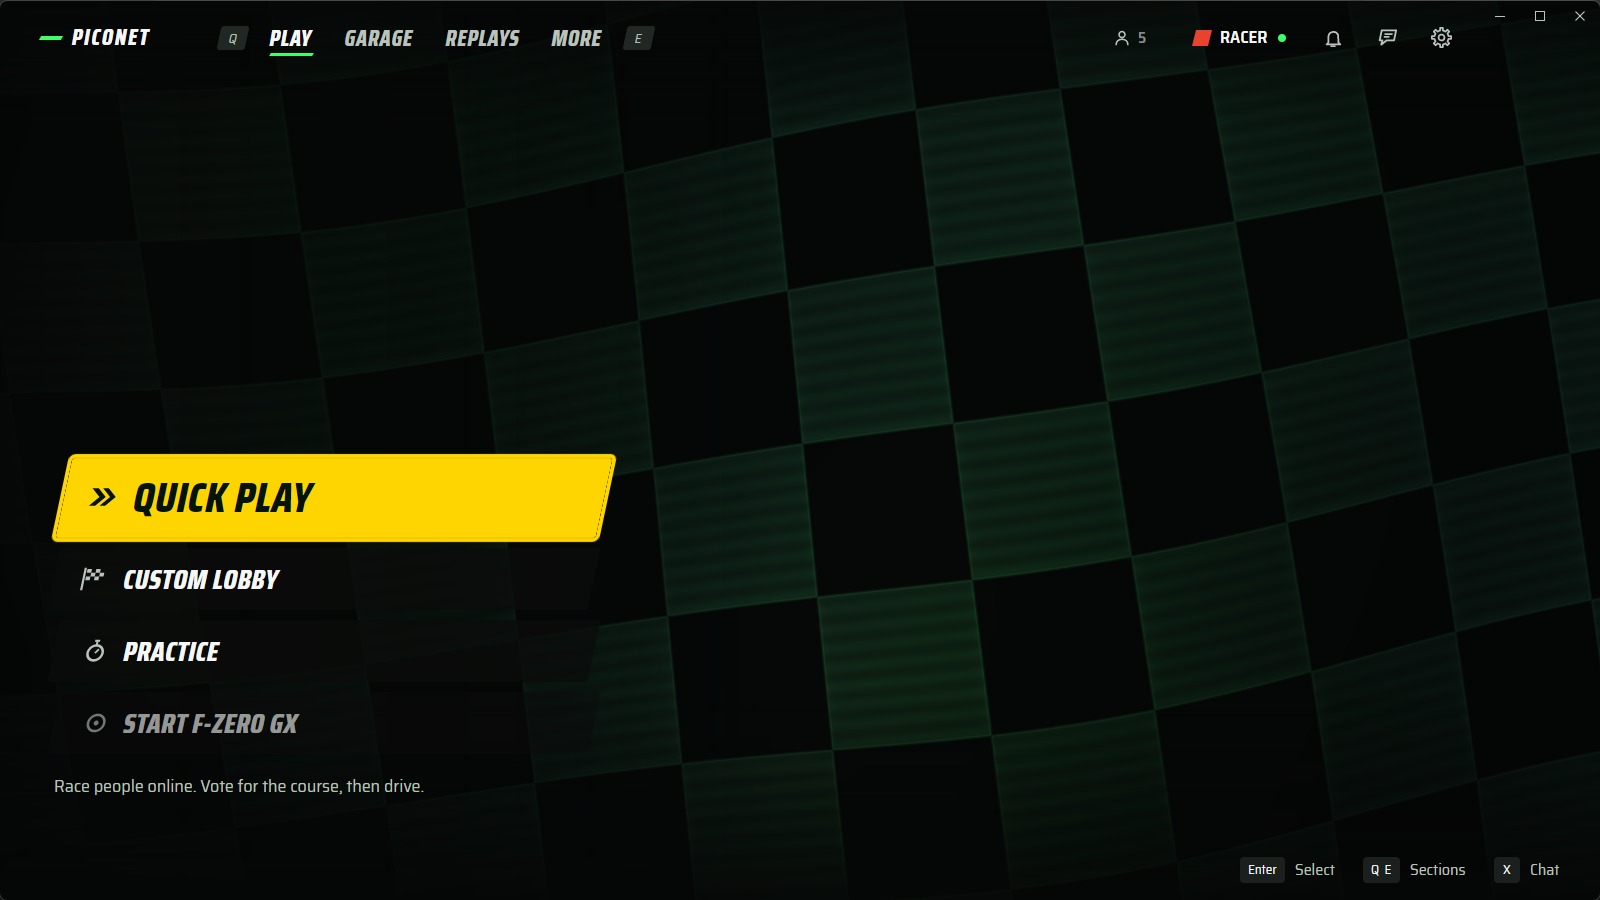 PICONET
Q PLAY GARAGE REPLAYS MORE E
5 RACER
QUICK PLAY
CUSTOM LOBBY
PRACTICE
START F-ZERO GX
Race people online. Vote for the course, then drive.
Enter Select Q E Sections X Chat